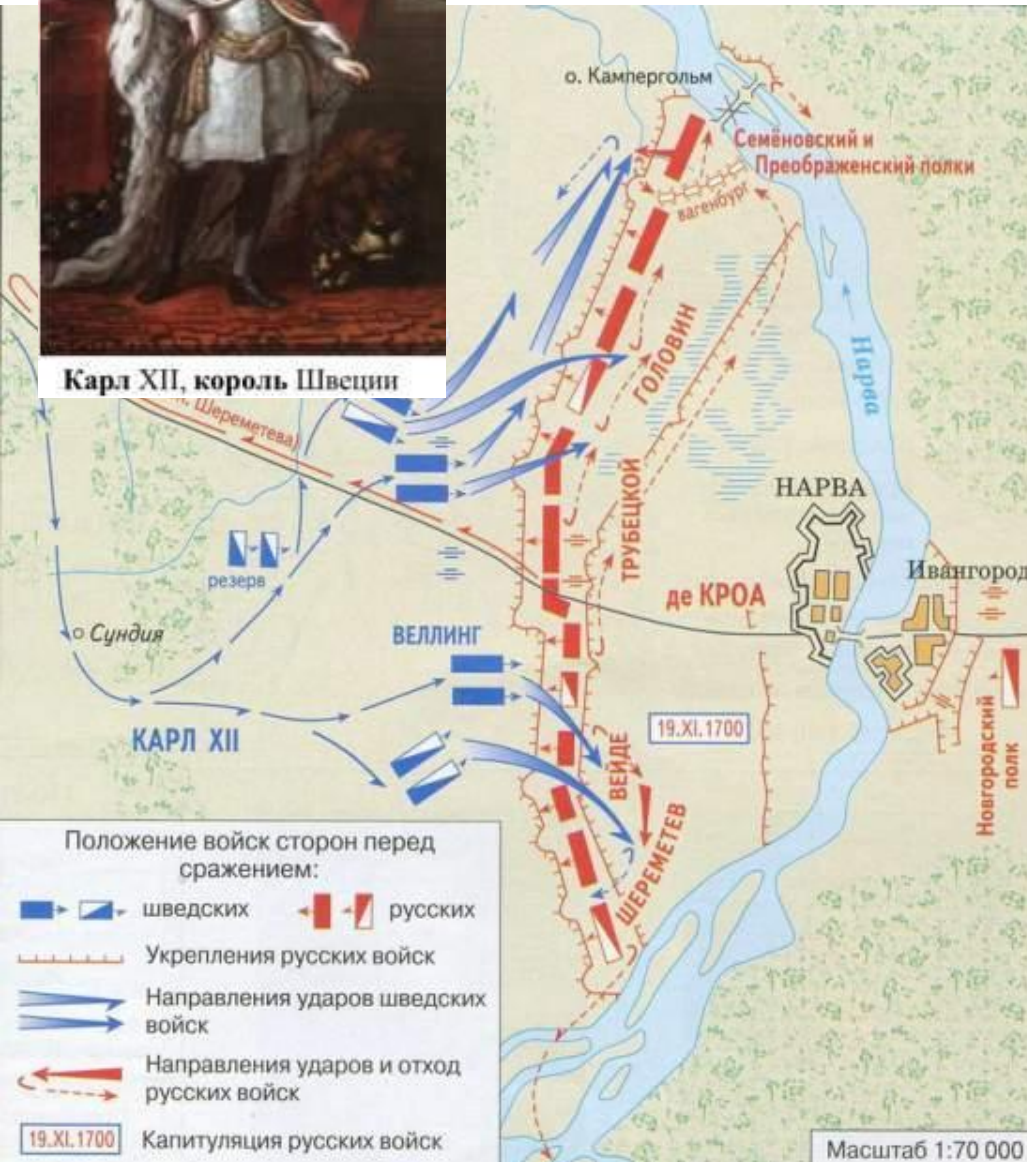 о. Кампергольм
Семёновский и
Преображенский полки
вагенбург
Карл XII, король Швеции
Шереметева)
ГОЛОВИН
Нарва
НАРВА
ТРУБЕЦКОЙ
резерв
де КРОА
Ивангород
Сундия
ВЕЛЛИНГ
КАРЛ XII
19.XI.1700
ВЕЙДЕ
ШЕРЕМЕТЕВ
Новгородский
полк
Положение войск сторон перед
сражением:
шведских
русских
Укрепления русских войск
Направления ударов шведских
войск
Направления ударов и отход
русских войск
19.XI.1700 Капитуляция русских войск
Масштаб 1:70 000